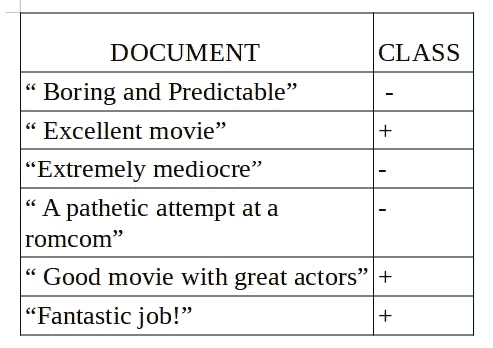 DOCUMENT CLASS
“ Boring and Predictable” -
“ Excellent movie” +
“Extremely mediocre” -
“ A pathetic attempt at a -
romcom”
“ Good movie with great actors” +
“Fantastic job!” +